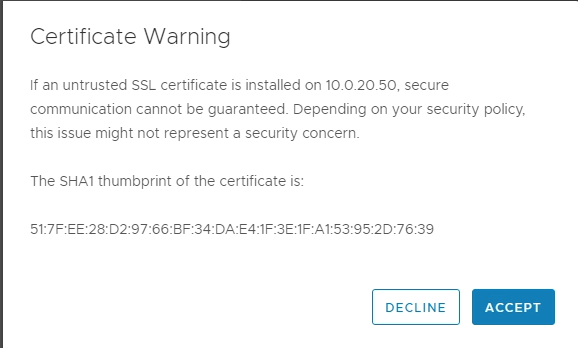 Certificate Warning
If an untrusted SSL certificate is installed on 10.0.20.50, secure
communication cannot be guaranteed. Depending on your security policy,
this issue might not represent a security concern.
The SHA1 thumbprint of the certificate is:
51:7F:EE:28:D2:97:66:BF:34:DA:E4:1F:3E:1F:A1:53:95:2D:76:39
DECLINE ACCEPT